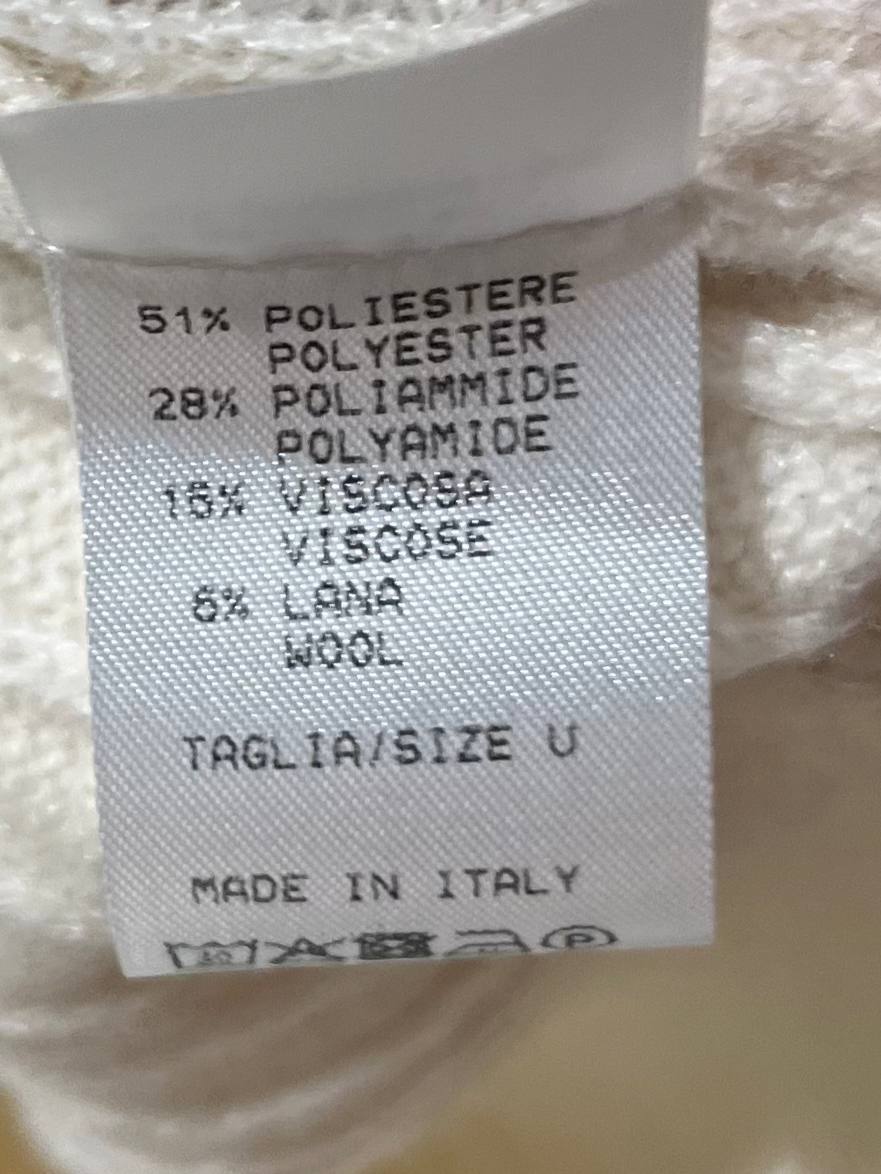 51% POLIESTERE
POLYESTER
28% POLIAMMIDE
POLYAMIDE
15% VISCOSA
VISCOSE
6% LANA
WOOL
TAGLIA/SIZE U
MADE IN ITALY
P